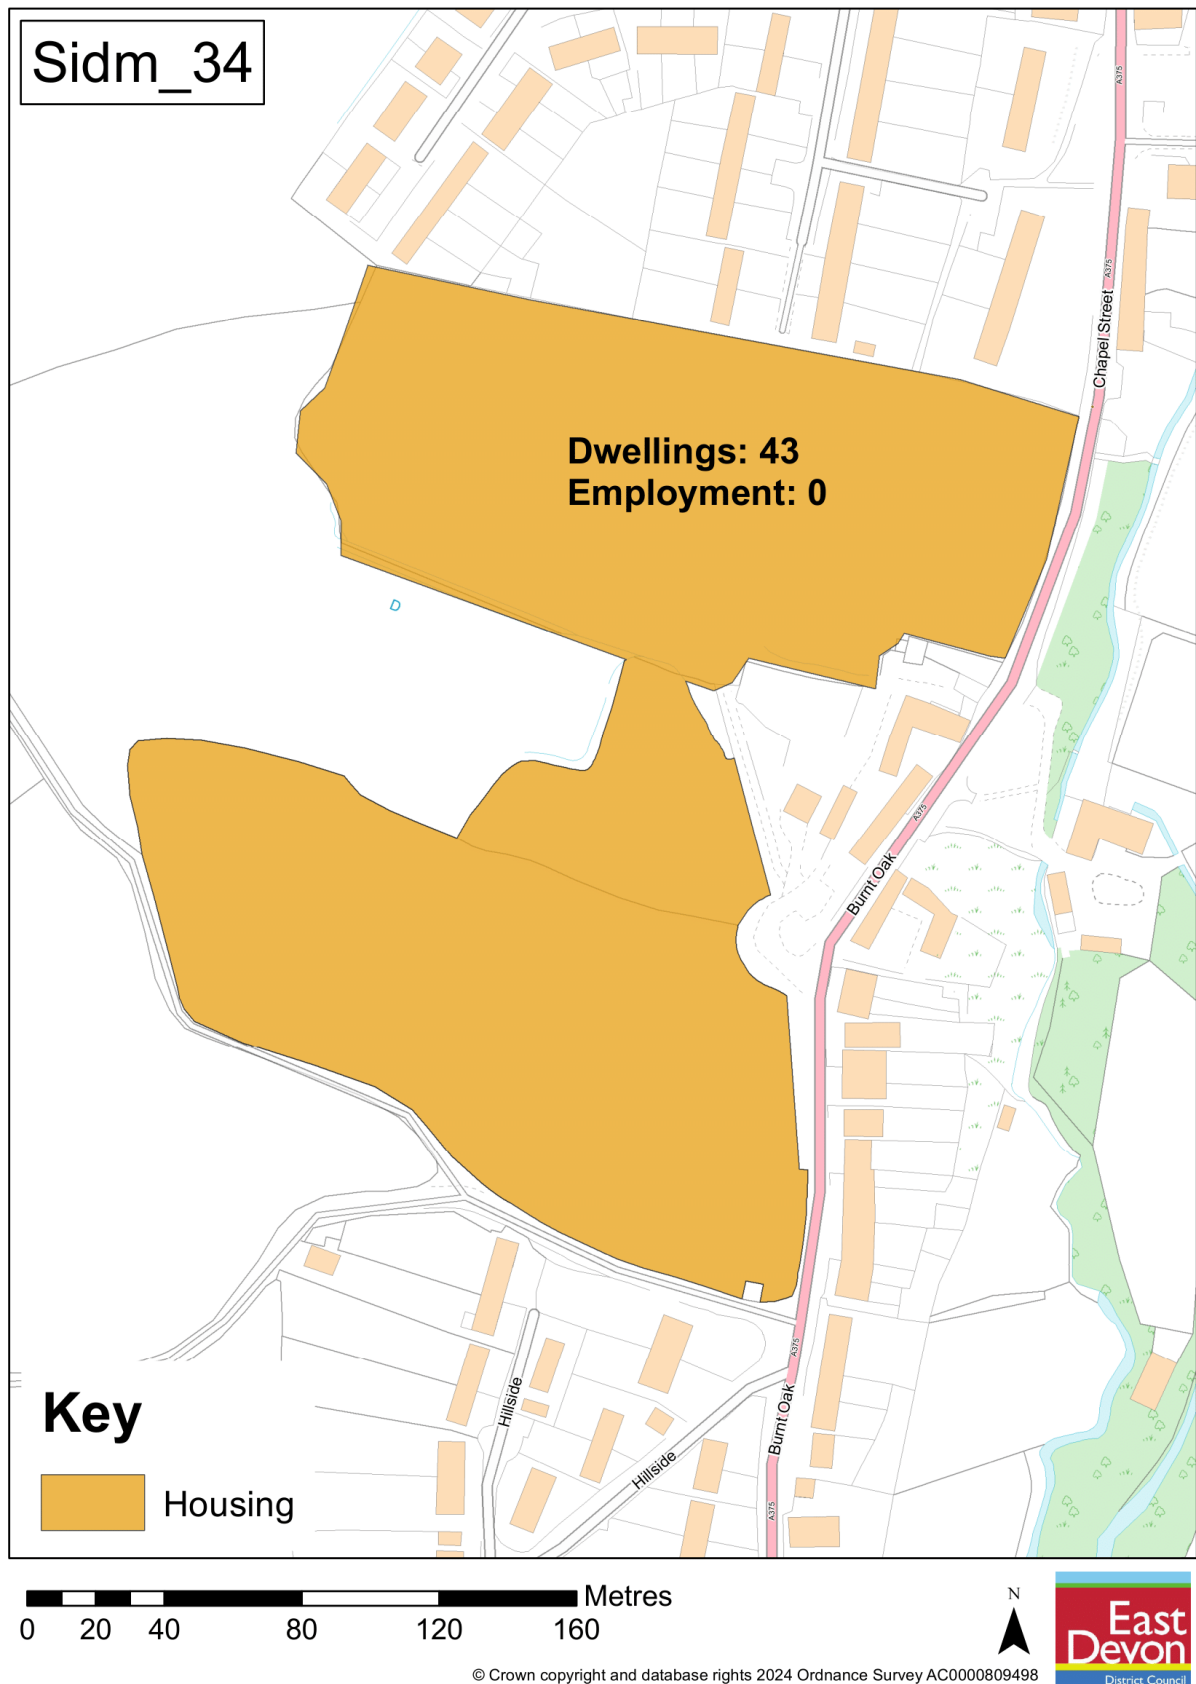 Sidm_34
A375
A375
Chapel Street
Dwellings: 43
Employment: 0
D
A375
Burnt Oak
A375
Burnt Oak
Hillside
Hillside
A375
Key
Housing
Metres
0 20 40 80 120 160
N
East
Devon
District Council
© Crown copyright and database rights 2024 Ordnance Survey AC0000809498